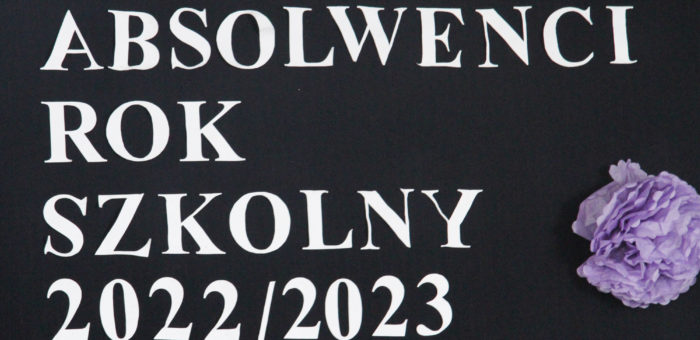 ABSOLWENCI
ROK
SZKOLNY
2022/2023